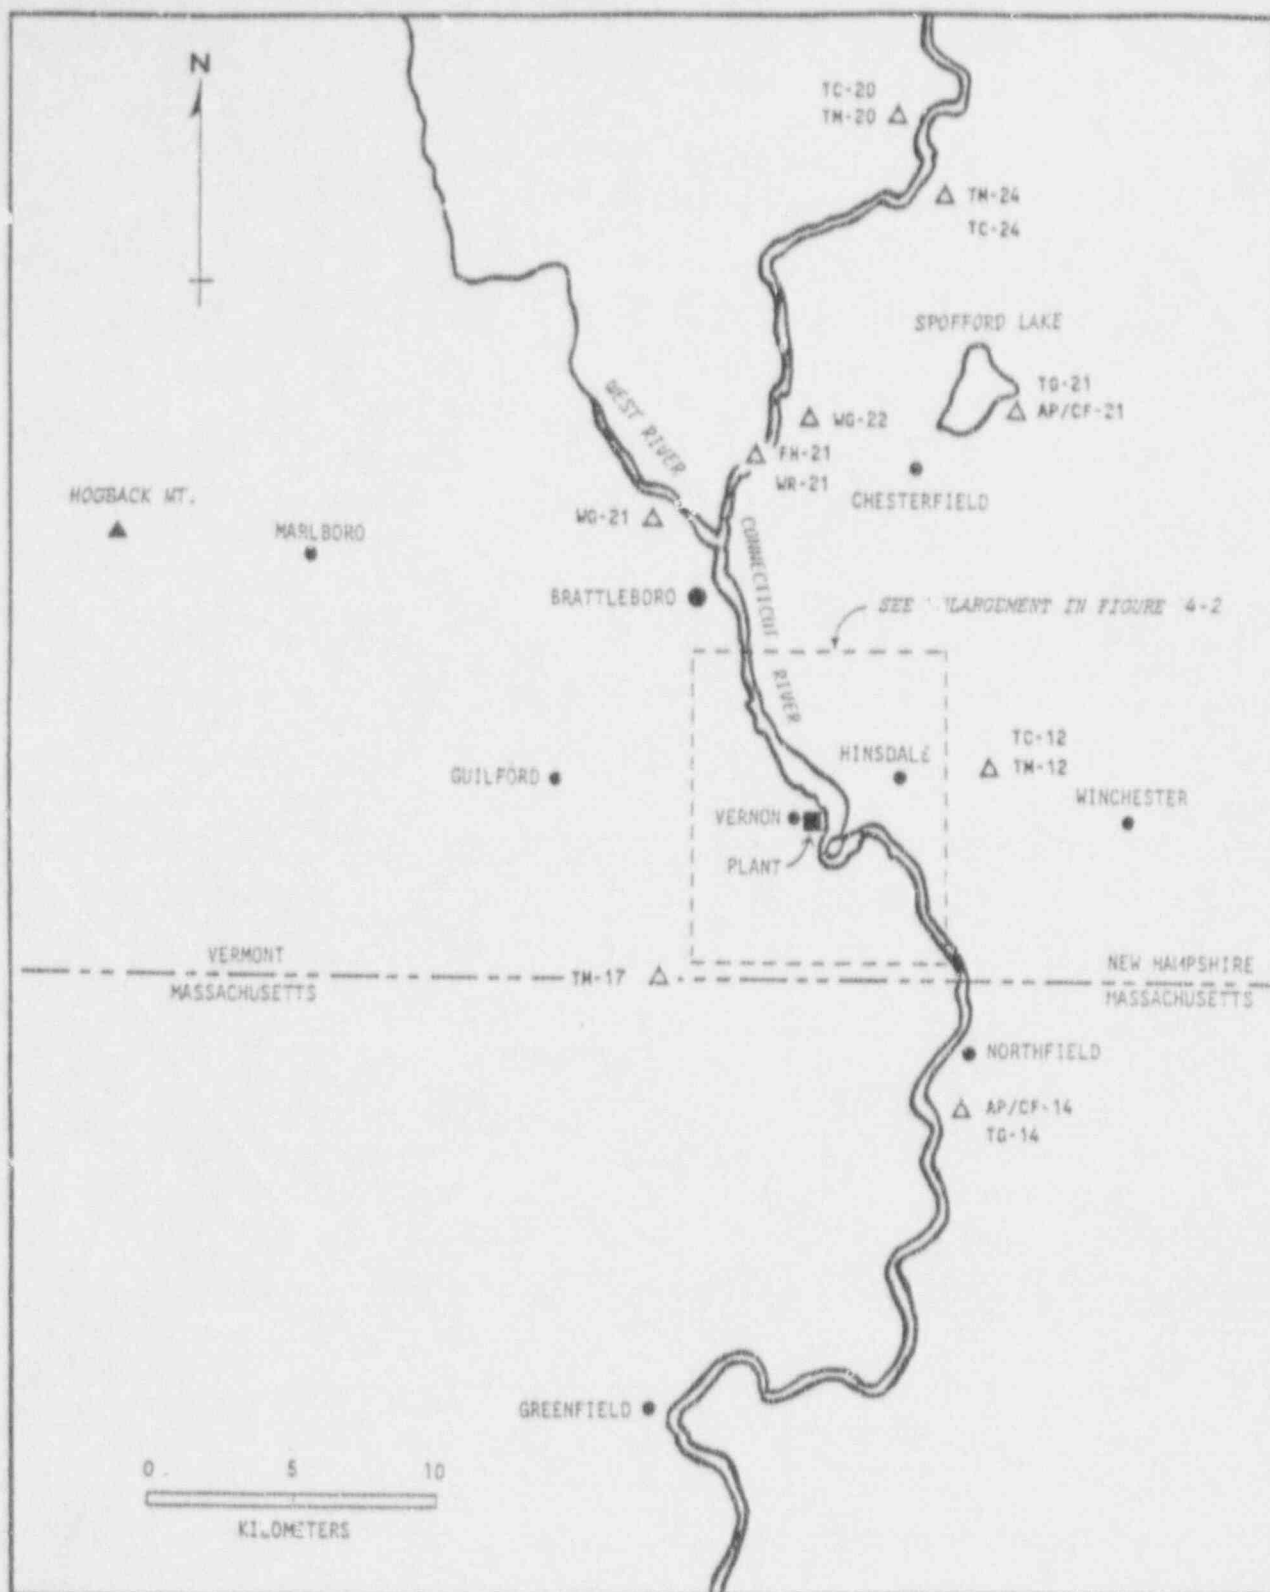 N
TC-20
TM-20
TM-24
TC-24
SPOFFORD LAKE
TG-21
AP/CF-21
WEST RIVER
WG-22
FH-21
WR-21
CHESTERFIELD
HOGBACK MT.
MARLBORO
WG-21
CONNECTICUT RIVER
BRATTLEBORO
SEE LARGEMENT IN FIGURE 4-2
HINSDALE
TC-12
TM-12
GUILFORD
WINCHESTER
VERNON
PLANT
VERMONT
MASSACHUSETTS
TM-17
NEW HAMPSHIRE
MASSACHUSETTS
NORTHFIELD
AP/CF-14
TG-14
GREENFIELD
0 5 10
KILOMETERS